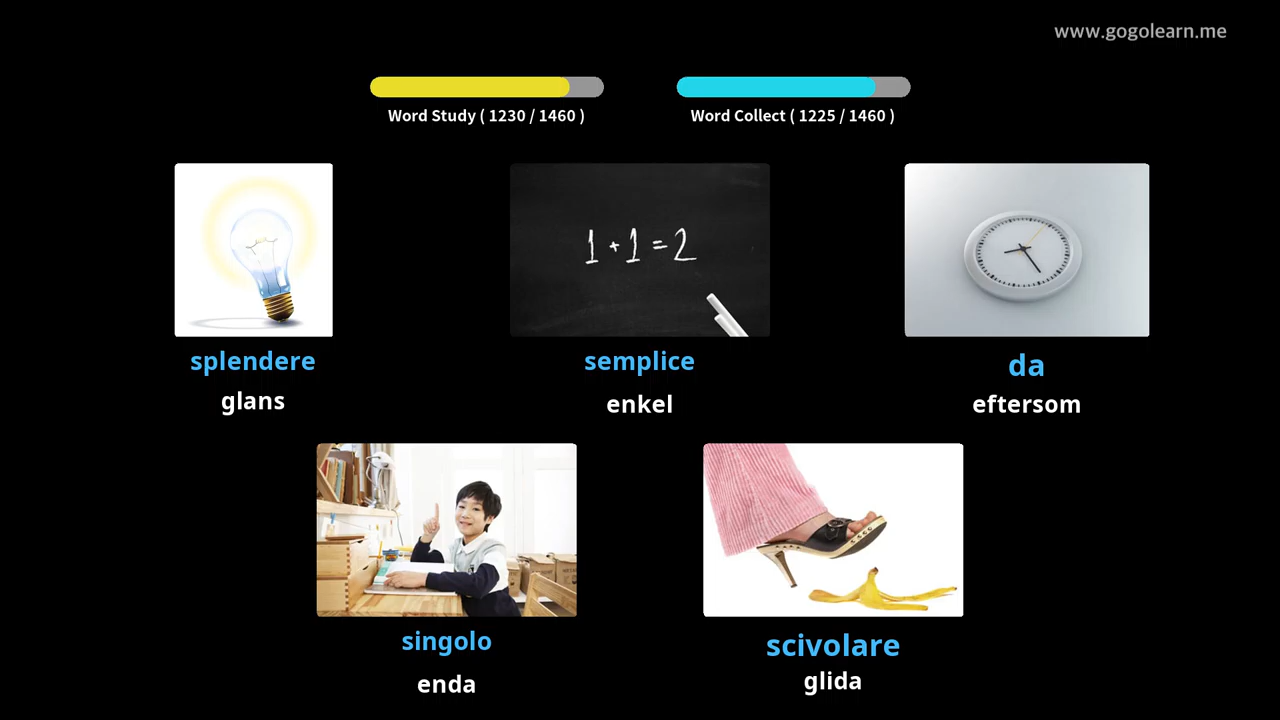 www.gogolearn.me
Word Study ( 1230 / 1460 )
Word Collect ( 1225 / 1460 )
1 + 1 = 2
splendere
glans
semplice
enkel
da
eftersom
singolo
enda
scivolare
glida